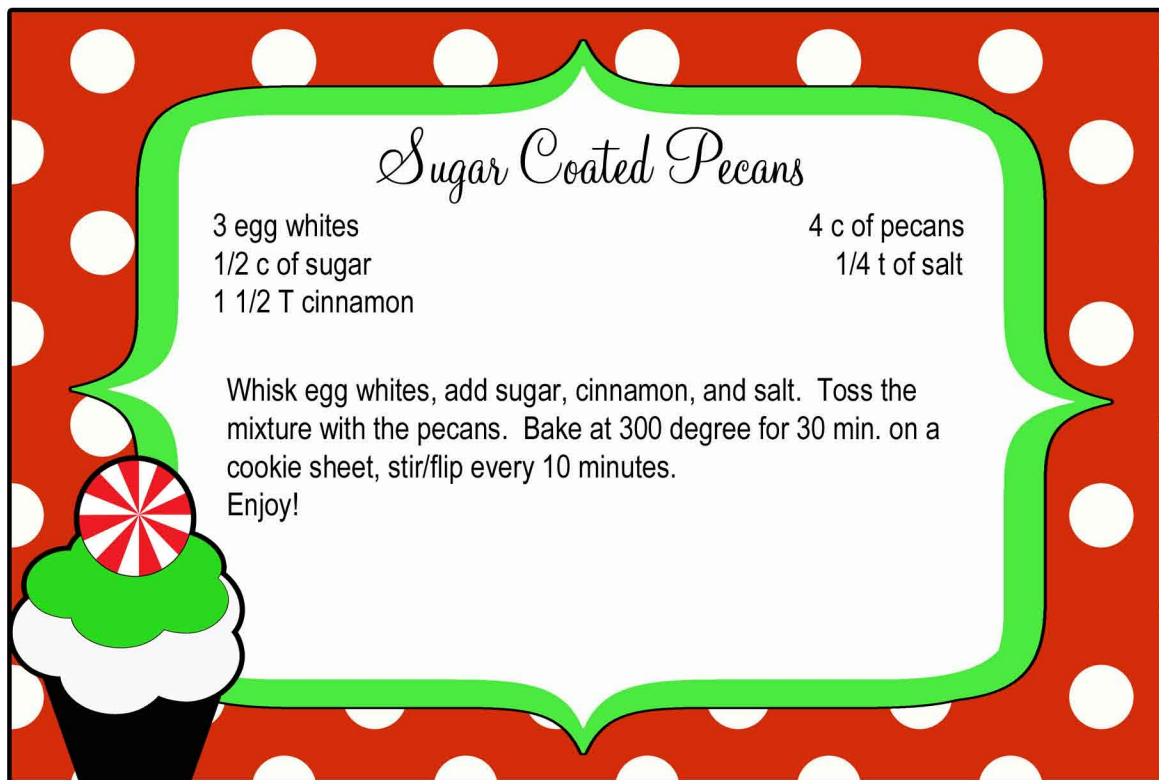 Sugar Coated Pecans
3 egg whites
1/2 c of sugar
1 1/2 T cinnamon
4 c of pecans
1/4 t of salt
Whisk egg whites, add sugar, cinnamon, and salt.  Toss the
mixture with the pecans.  Bake at 300 degree for 30 min. on a
cookie sheet, stir/flip every 10 minutes.
Enjoy!